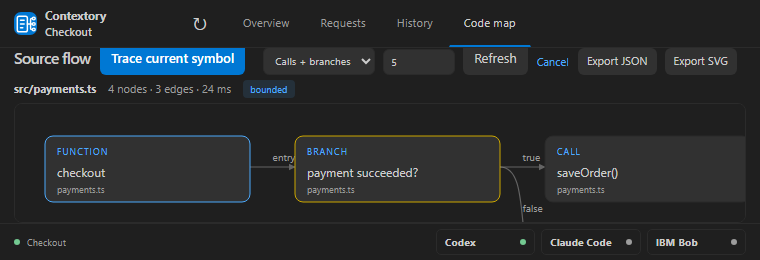 Contextory
Checkout
Overview
Requests
History
Code map
Source flow
Trace current symbol
Calls + branches
5
Refresh
Cancel
Export JSON
Export SVG
src/payments.ts
4 nodes · 3 edges · 24 ms
bounded
FUNCTION
checkout
payments.ts
entry
BRANCH
payment succeeded?
payments.ts
true
false
CALL
saveOrder()
payments.ts
Checkout
Codex
Claude Code
IBM Bob